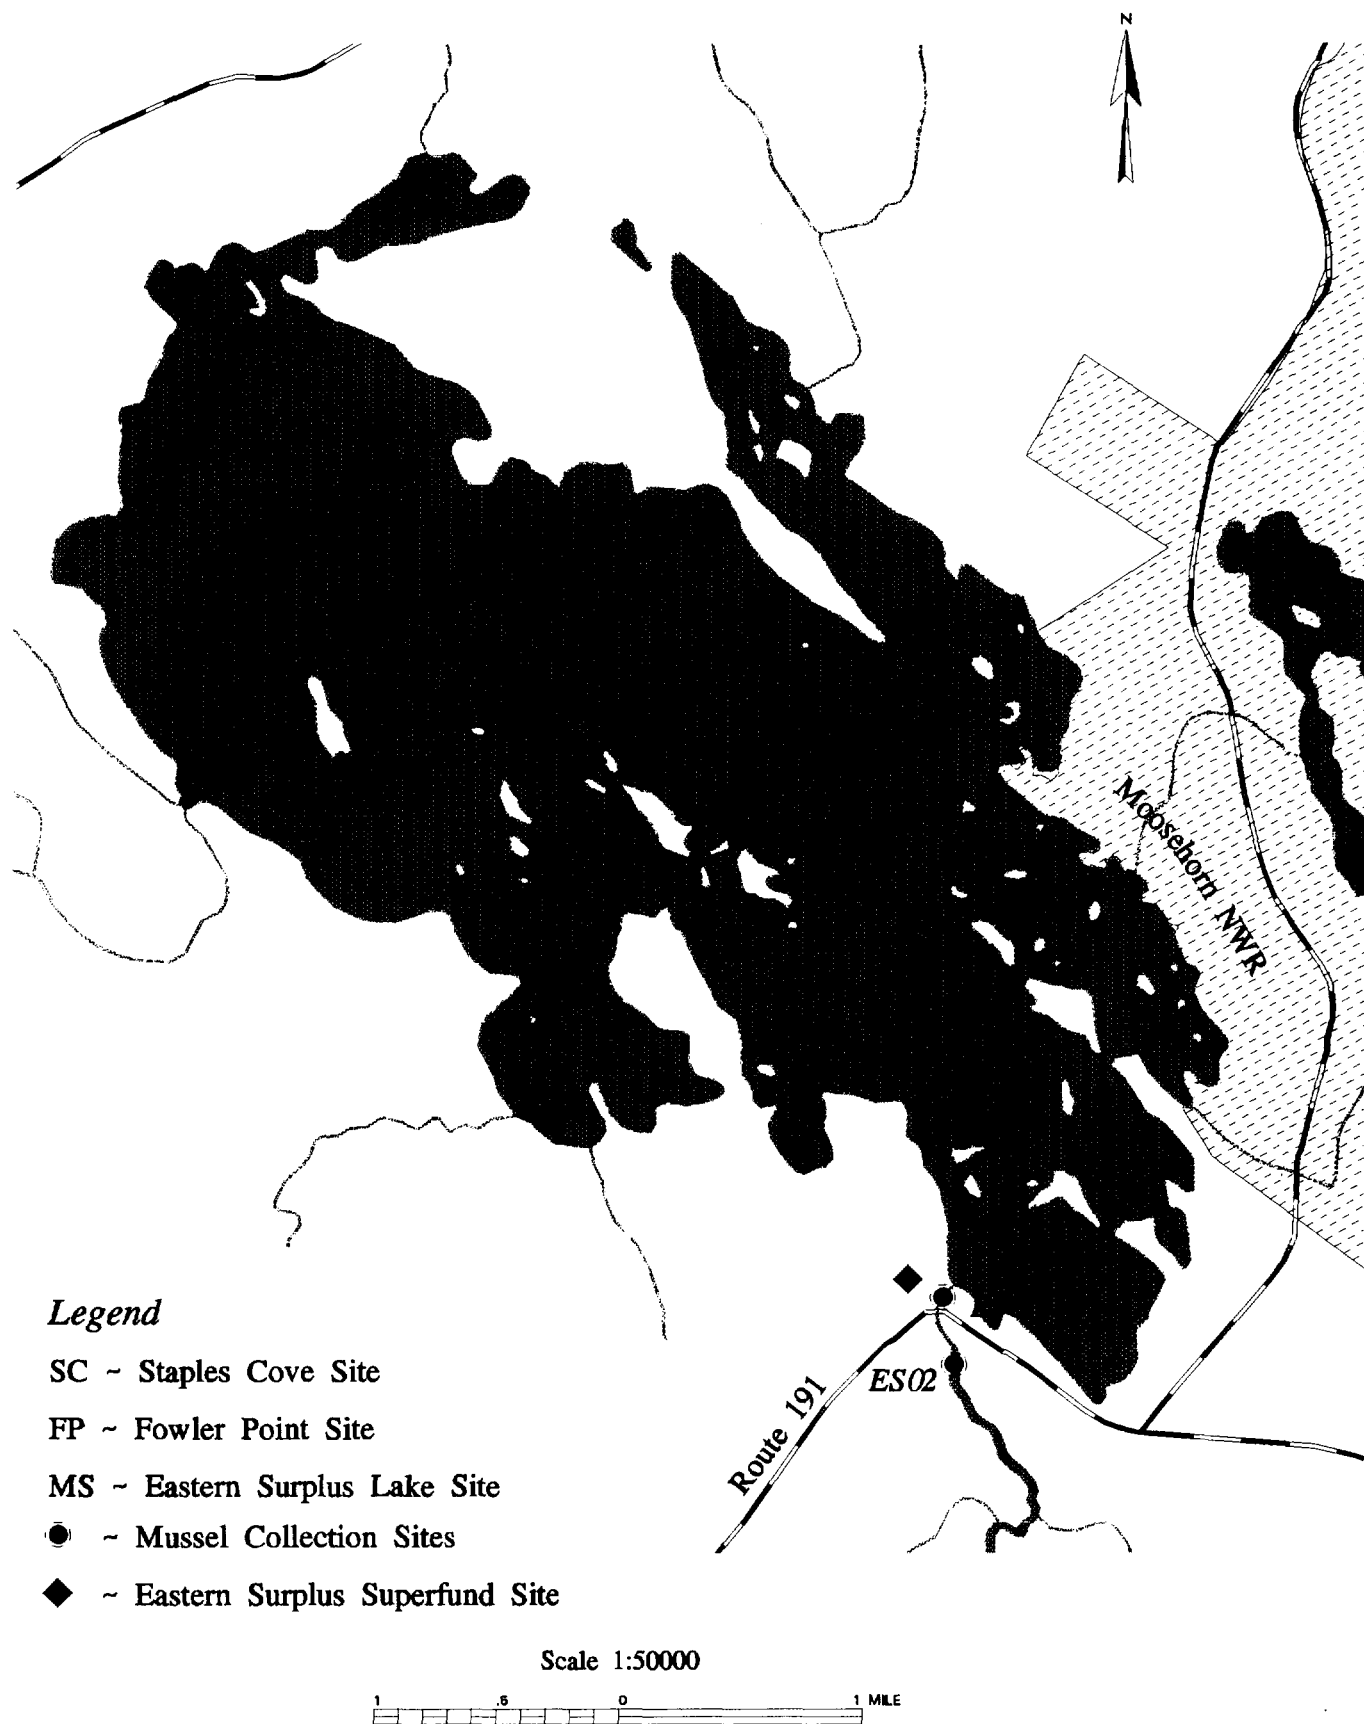 N
Moosehorn NWR
ES02
Route 191
Legend
SC ~ Staples Cove Site
FP ~ Fowler Point Site
MS ~ Eastern Surplus Lake Site
~ Mussel Collection Sites
~ Eastern Surplus Superfund Site
Scale 1:50000
1 .5 0 1 MILE